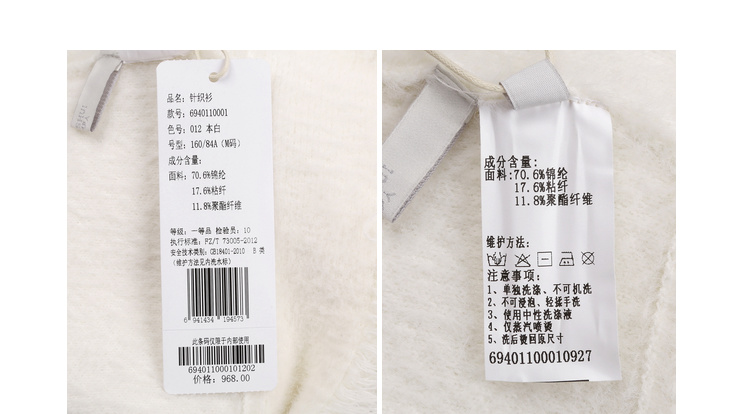 品名: 针织衫
款号: 6940110001
色号: 012 本白
号型: 160/84A (M码)
成分含量:
面料: 70.6%锦纶
17.6%粘纤
11.8%聚酯纤维
等级: 一等品 检验员: 10
执行标准: FZ/T 73005-2012
安全技术类别: GB18401-2010 B 类
(维护方法见内洗水标)
6 941434 194573
此条码仅限于内部使用
694011000101202
价格: 968.00
成分含量:
面料:70.6%锦纶
17.6%粘纤
11.8%聚酯纤维
维护方法:
注意事项:
1、单独洗涤、不可机洗
2、不可浸泡、轻揉手洗
3、使用中性洗涤液
4、仅蒸汽喷烫
5、洗后烫回原尺寸
69401100010927